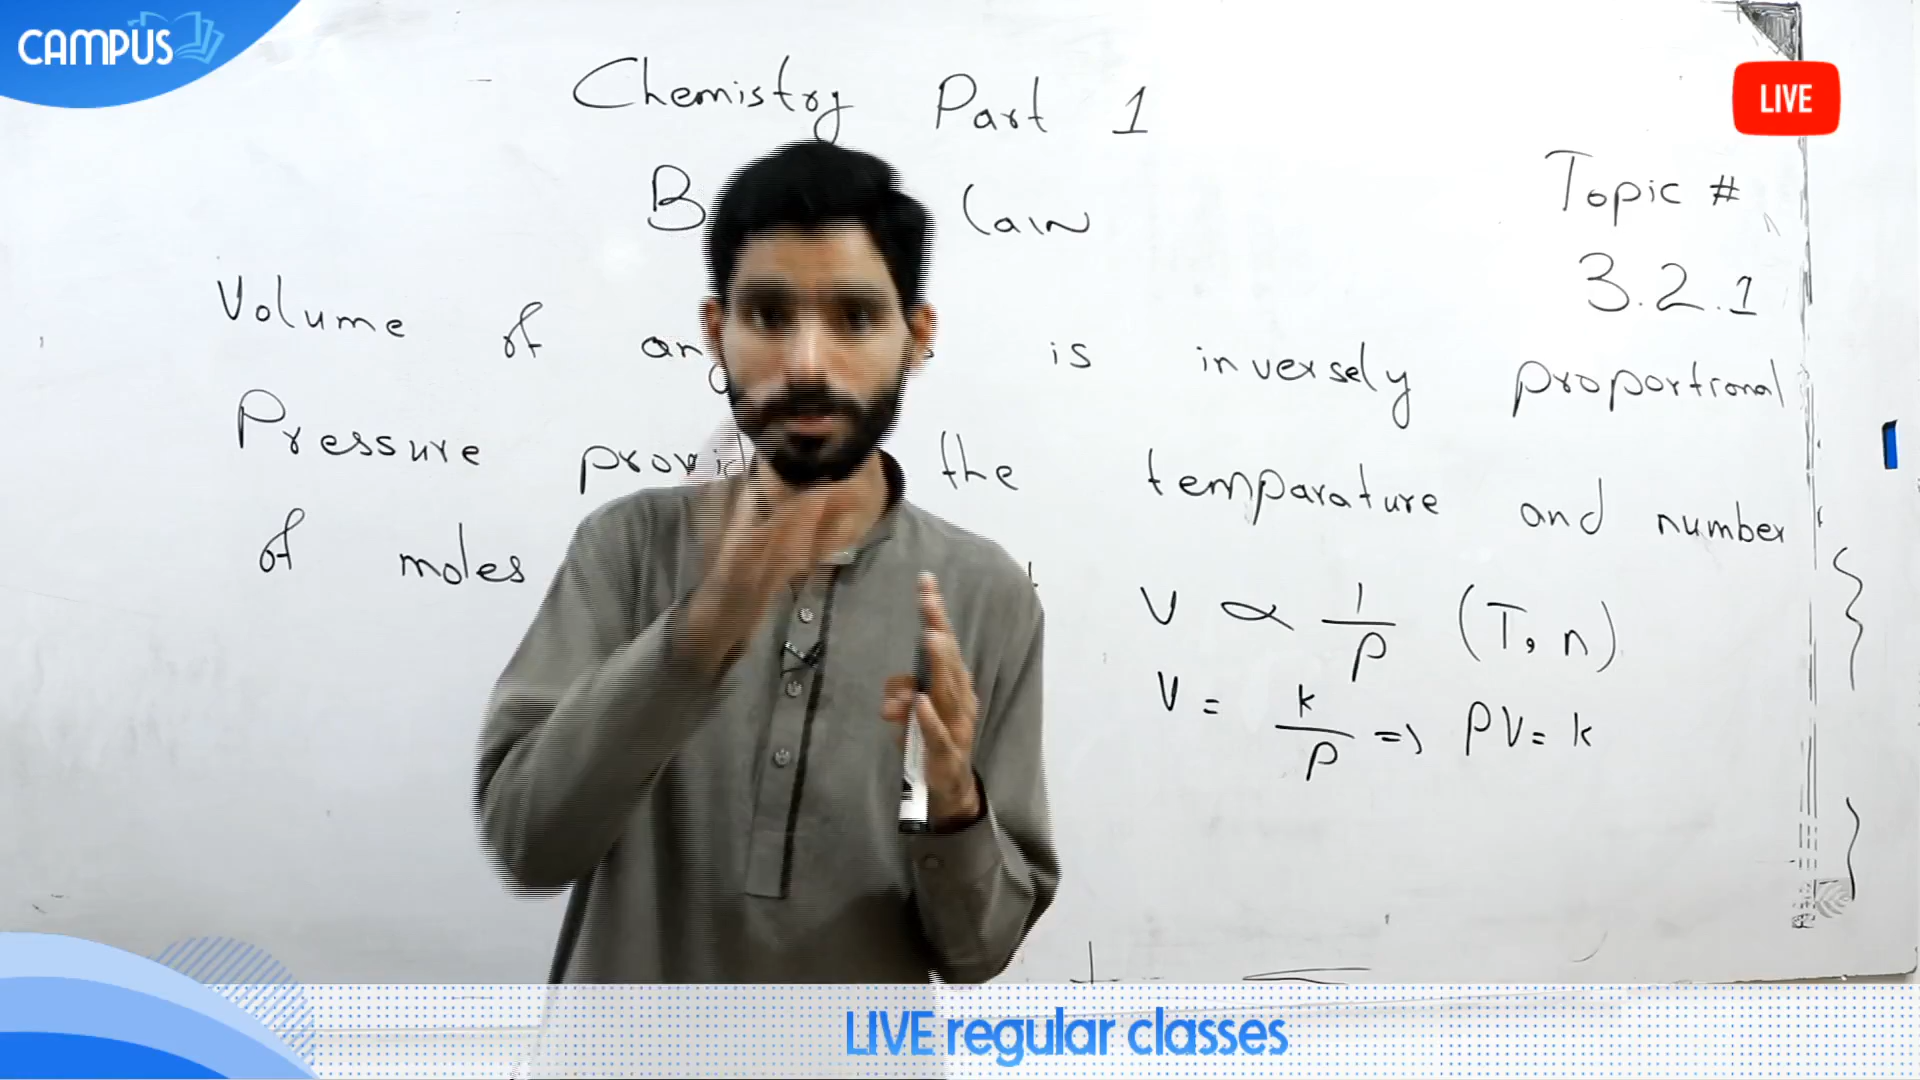 CAMPUS
LIVE
Chemistry Part 1
Law
Topic #
3.2.1
Volume of is inversely proportional
Pressure the temparature and number
of moles
V ∝ 1/P (T, n)
V = k/P => PV = k
LIVE regular classes